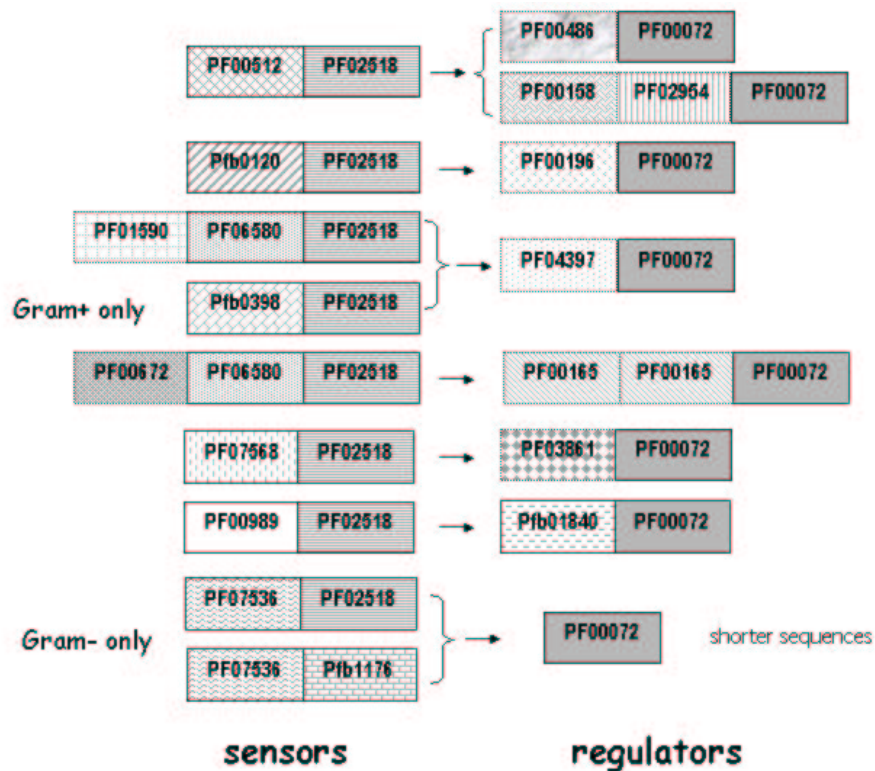 PF00486 PF00072
PF00512 PF02518
PF00158 PF02954 PF00072
Pfb0120 PF02518 PF00196 PF00072
PF01590 PF06580 PF02518
PF04397 PF00072
Pfb0398 PF02518
Gram+ only
PF00672 PF06580 PF02518 PF00165 PF00165 PF00072
PF07568 PF02518 PF03861 PF00072
PF00989 PF02518 Pfb01840 PF00072
PF07536 PF02518
Gram- only PF00072 shorter sequences
PF07536 Pfb1176
sensors regulators